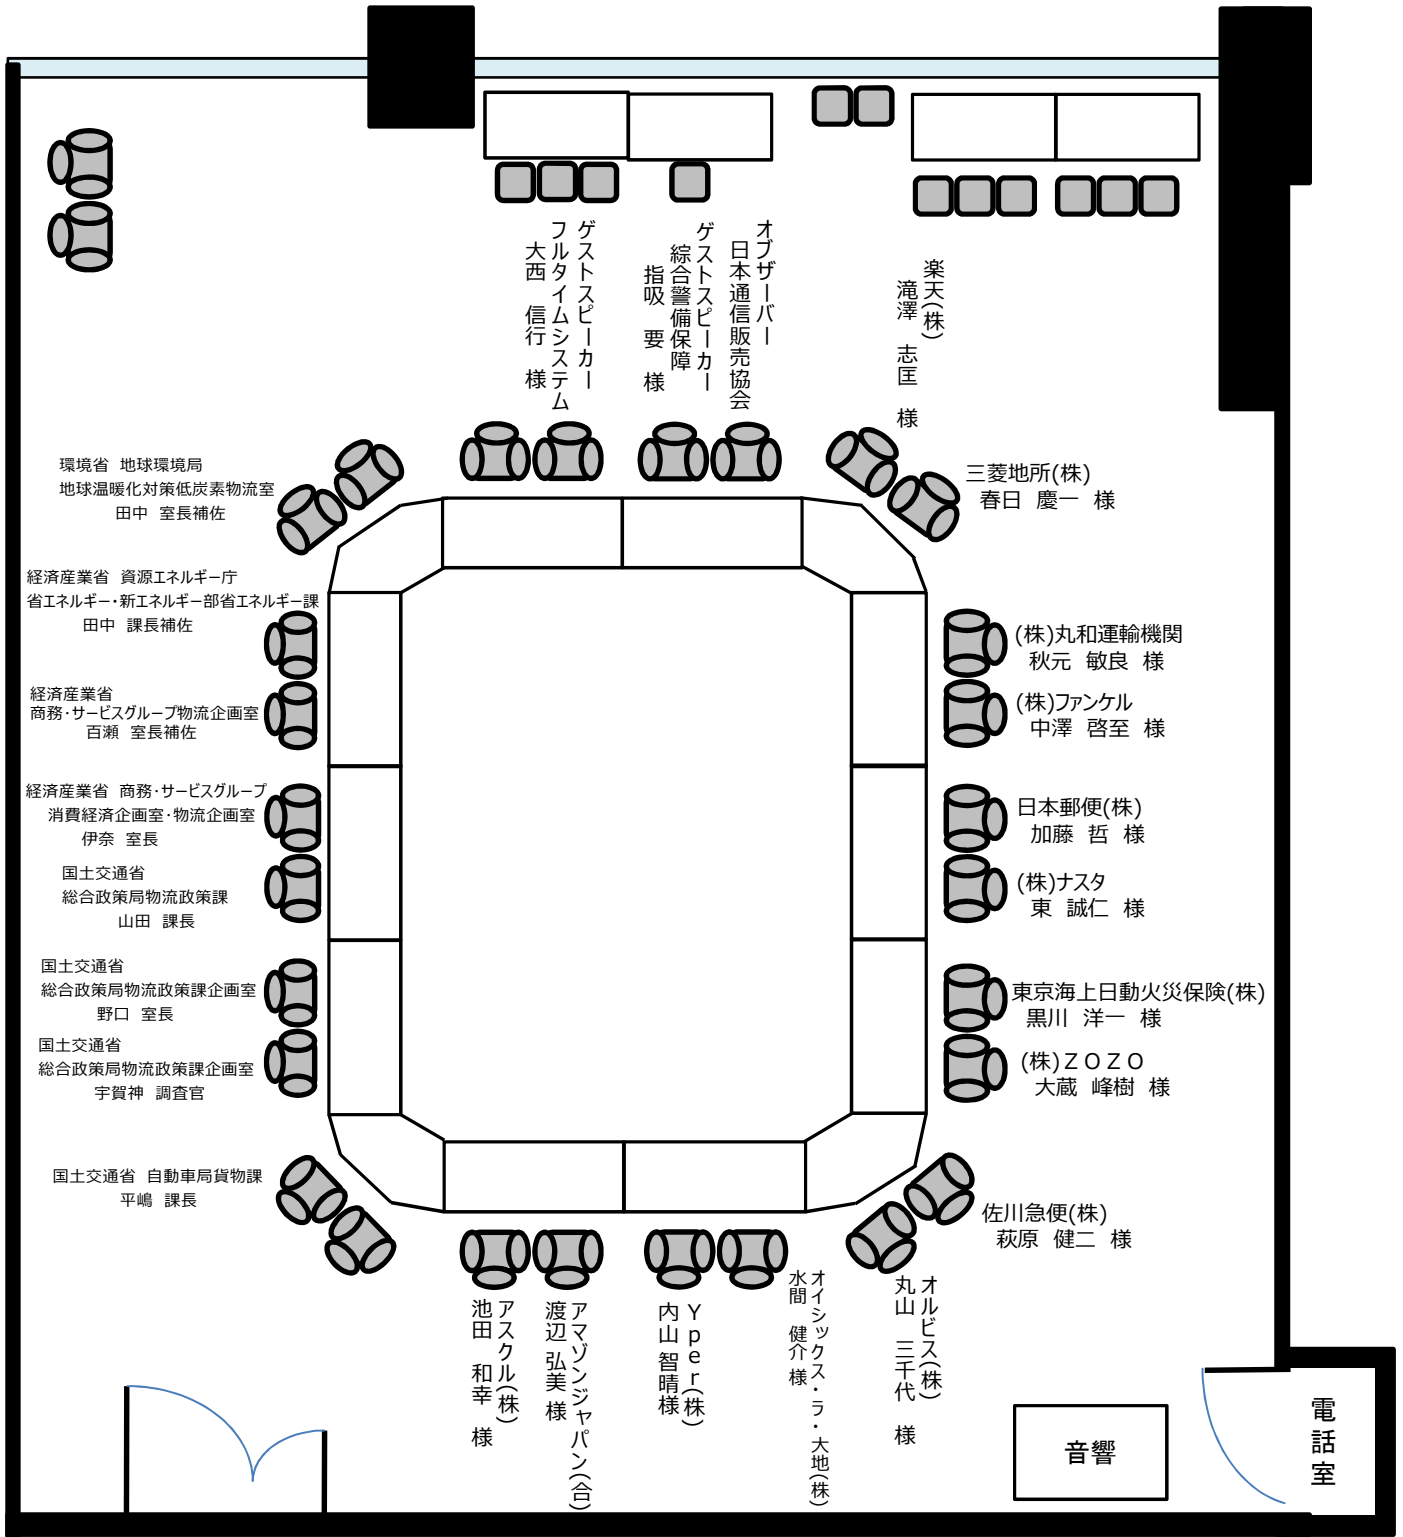 ゲストスピーカー
フルタイムシステム
大西　信行　様
ゲストスピーカー
綜合警備保障
指吸　要　様
オブザーバー
日本通信販売協会
楽天(株)
滝澤　志匡　様
環境省　地球環境局
地球温暖化対策低炭素物流室
田中　室長補佐
経済産業省　資源エネルギー庁
省エネルギー・新エネルギー部省エネルギー課
田中　課長補佐
経済産業省
商務・サービスグループ物流企画室
百瀬　室長補佐
経済産業省　商務・サービスグループ
消費経済企画室・物流企画室
伊奈　室長
国土交通省
総合政策局物流政策課
山田　課長
国土交通省
総合政策局物流政策課企画室
野口　室長
国土交通省
総合政策局物流政策課企画室
宇賀神　調査官
国土交通省　自動車局貨物課
平嶋　課長
三菱地所(株)
春日　慶一　様
(株)丸和運輸機関
秋元　敏良　様
(株)ファンケル
中澤　啓至　様
日本郵便(株)
加藤　哲　様
(株)ナスタ
東　誠仁　様
東京海上日動火災保険(株)
黒川　洋一　様
(株)ＺＯＺＯ
大蔵　峰樹　様
佐川急便(株)
萩原　健二　様
アスクル(株)
池田　和幸　様
アマゾンジャパン(合)
渡辺 弘美 様
Ｙｐｅｒ(株)
内山 智晴様
オイシックス・ラ・大地(株)
水間　健介 様
オルビス(株)
丸山　三千代　様
音響
電話室